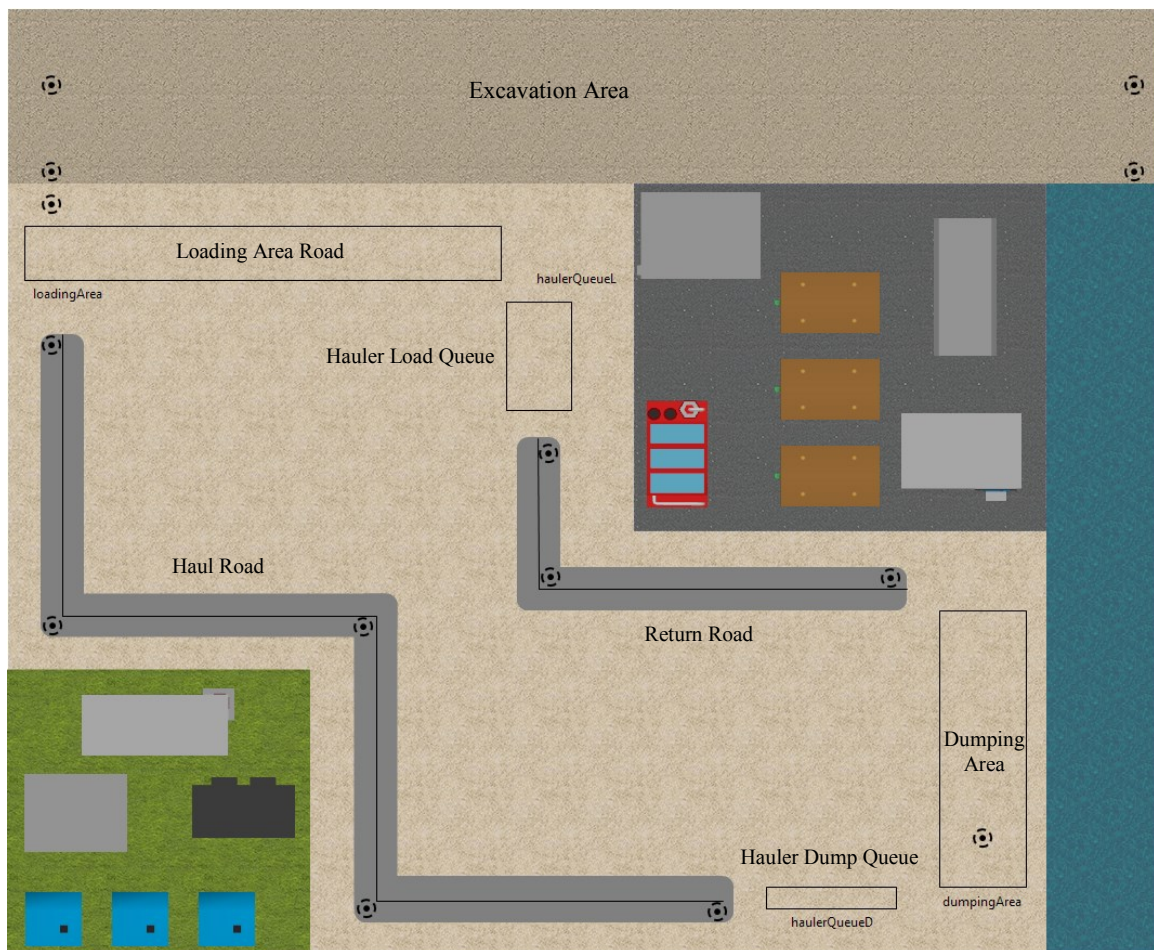 Excavation Area
Loading Area Road
loadingArea
haulerQueueL
Hauler Load Queue
Haul Road
Return Road
Dumping
Area
Hauler Dump Queue
haulerQueueD
dumpingArea